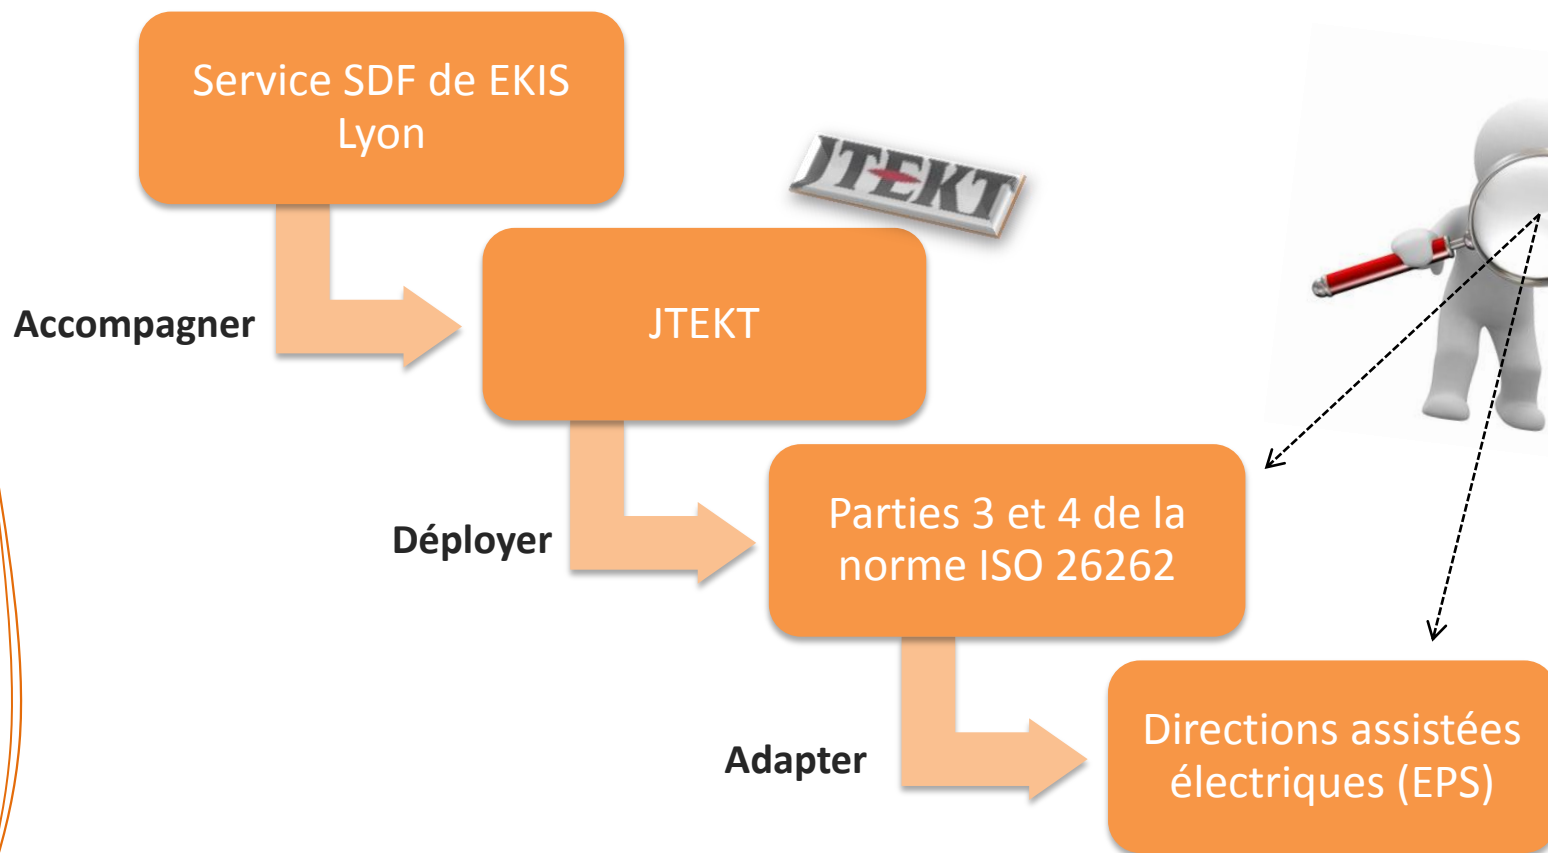 Service SDF de EKIS
Lyon
JTEKT
Accompagner
JTEKT
Déployer
Parties 3 et 4 de la
norme ISO 26262
Adapter
Directions assistées
électriques (EPS)